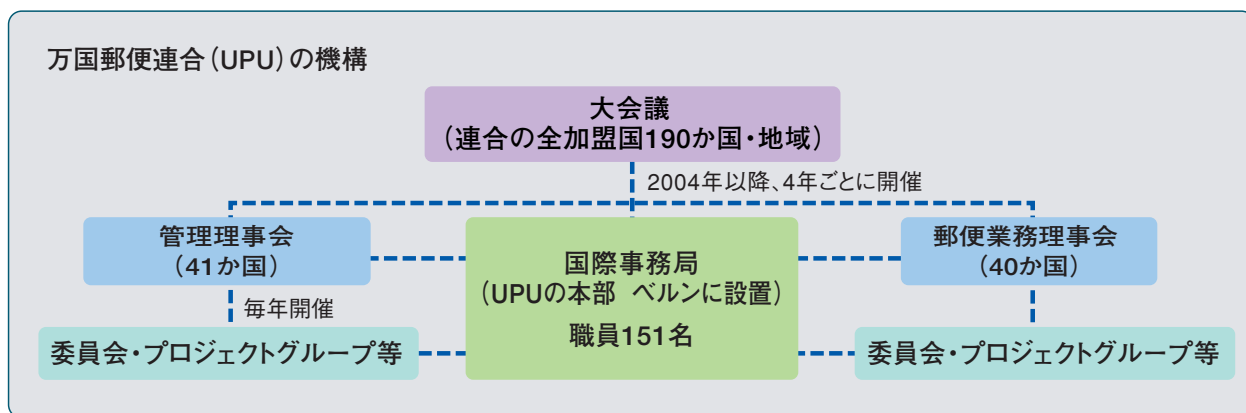 万国郵便連合(UPU)の機構
大会議
(連合の全加盟国190か国・地域)
2004年以降、4年ごとに開催
管理理事会
(41か国)
国際事務局
(UPUの本部 ベルンに設置)
職員151名
郵便業務理事会
(40か国)
毎年開催
委員会・プロジェクトグループ等
委員会・プロジェクトグループ等